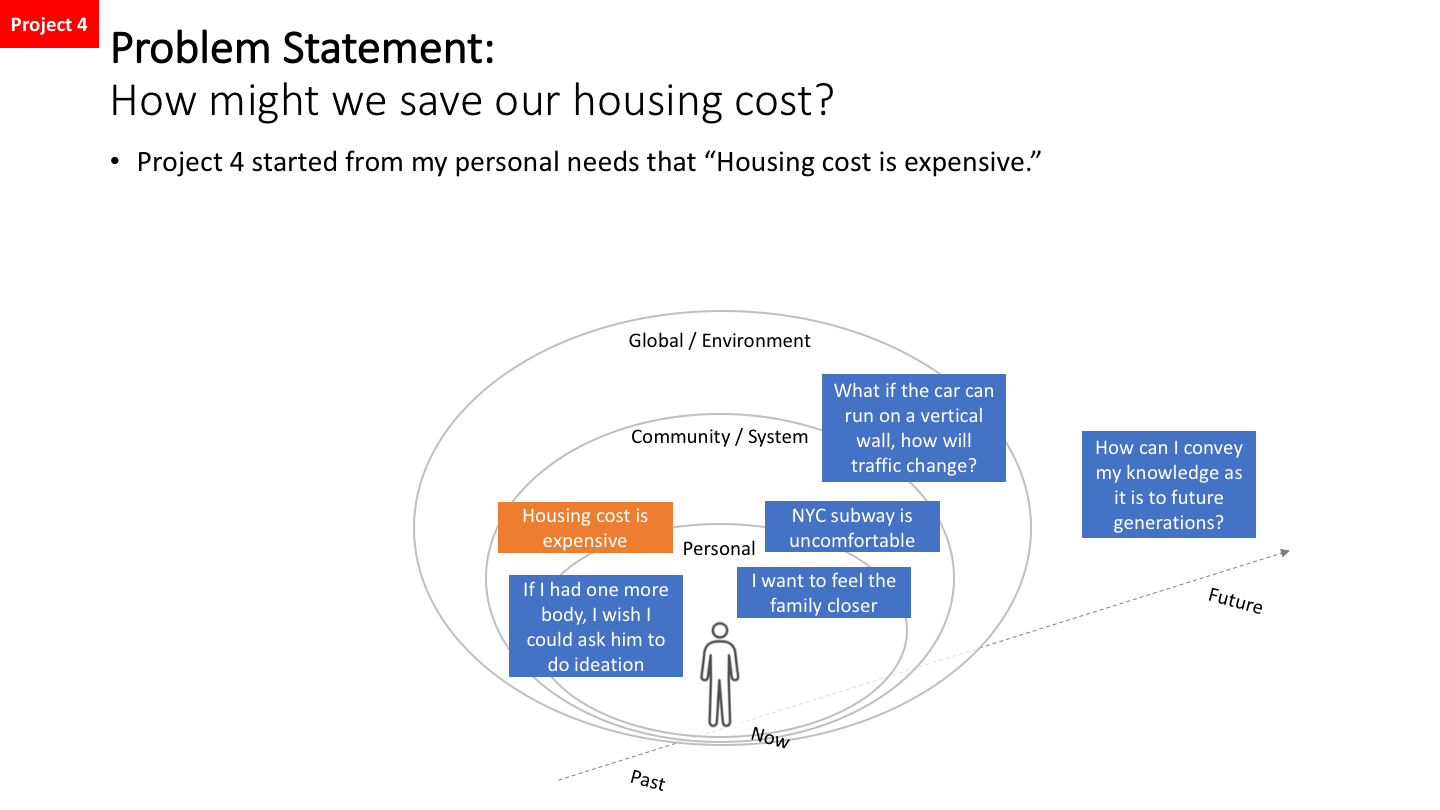 Project 4
Problem Statement:
How might we save our housing cost?
• Project 4 started from my personal needs that “Housing cost is expensive.”
Global / Environment
What if the car can
run on a vertical
wall, how will
traffic change?
Community / System
How can I convey
my knowledge as
it is to future
generations?
Housing cost is
expensive
NYC subway is
uncomfortable
Personal
If I had one more
body, I wish I
could ask him to
do ideation
I want to feel the
family closer
Future
Now
Past